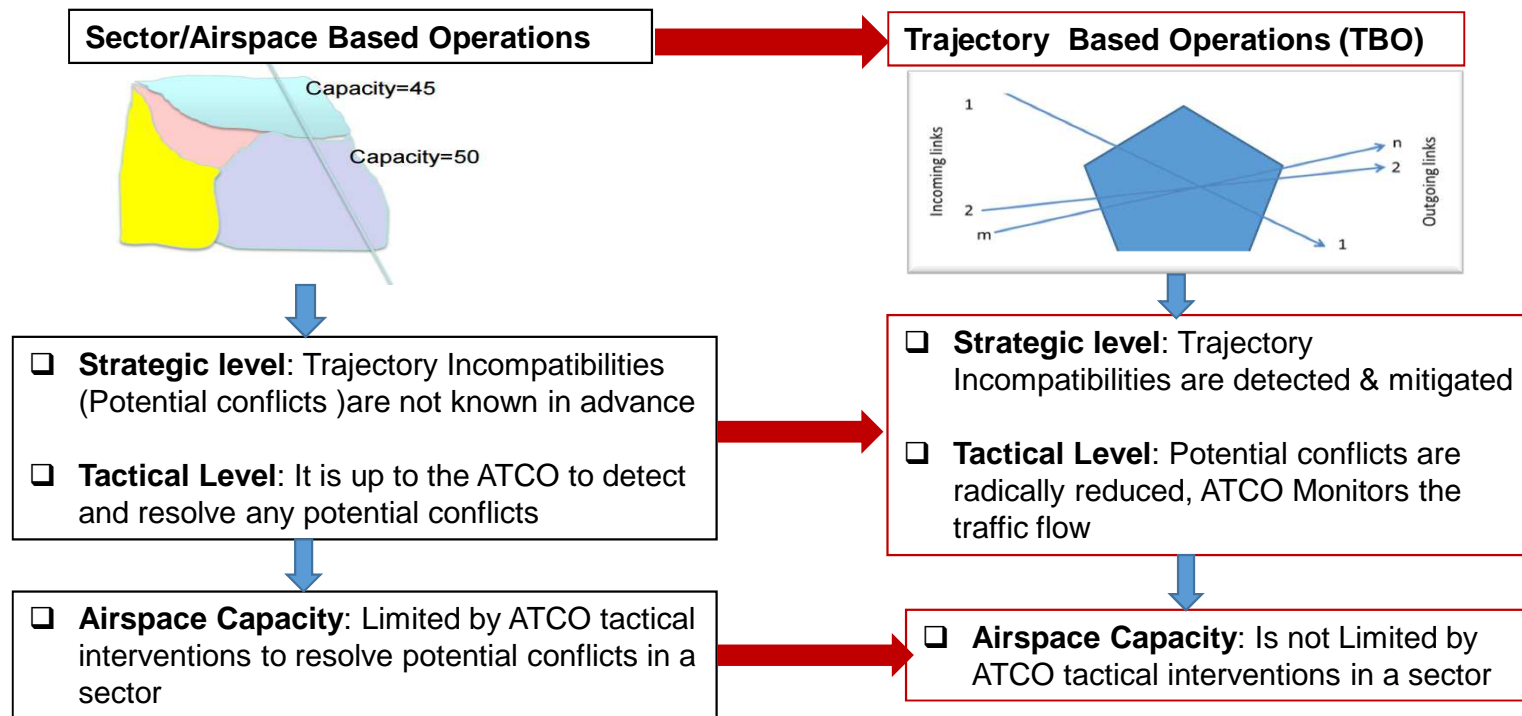 Sector/Airspace Based Operations
Capacity=45
Capacity=50
Trajectory Based Operations (TBO)
1
Incoming links
2
m
n
2
Outgoing links
1
❑ Strategic level: Trajectory Incompatibilities
(Potential conflicts )are not known in advance
❑ Tactical Level: It is up to the ATCO to detect
and resolve any potential conflicts
❑ Strategic level: Trajectory
Incompatibilities are detected & mitigated
❑ Tactical Level: Potential conflicts are
radically reduced, ATCO Monitors the
traffic flow
❑ Airspace Capacity: Limited by ATCO tactical
interventions to resolve potential conflicts in a
sector
❑ Airspace Capacity: Is not Limited by
ATCO tactical interventions in a sector